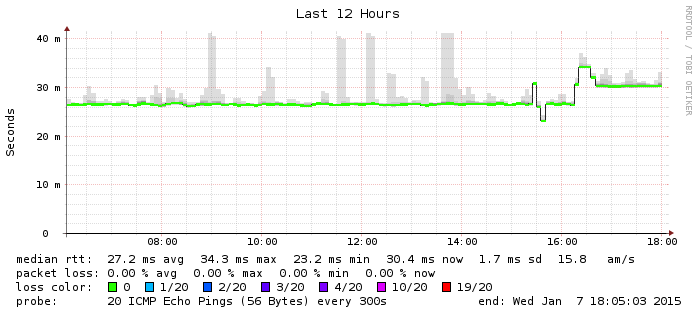 Last 12 Hours
RRDTOOL / TOBI OETIKER
Seconds
40 m
30 m
20 m
10 m
0
08:00 10:00 12:00 14:00 16:00 18:00
median rtt: 27.2 ms avg 34.3 ms max 23.2 ms min 30.4 ms now 1.7 ms sd 15.8 am/s
packet loss: 0.00 % avg 0.00 % max 0.00 % min 0.00 % now
loss color: 0 1/20 2/20 3/20 4/20 10/20 19/20
probe: 20 ICMP Echo Pings (56 Bytes) every 300s end: Wed Jan 7 18:05:03 2015